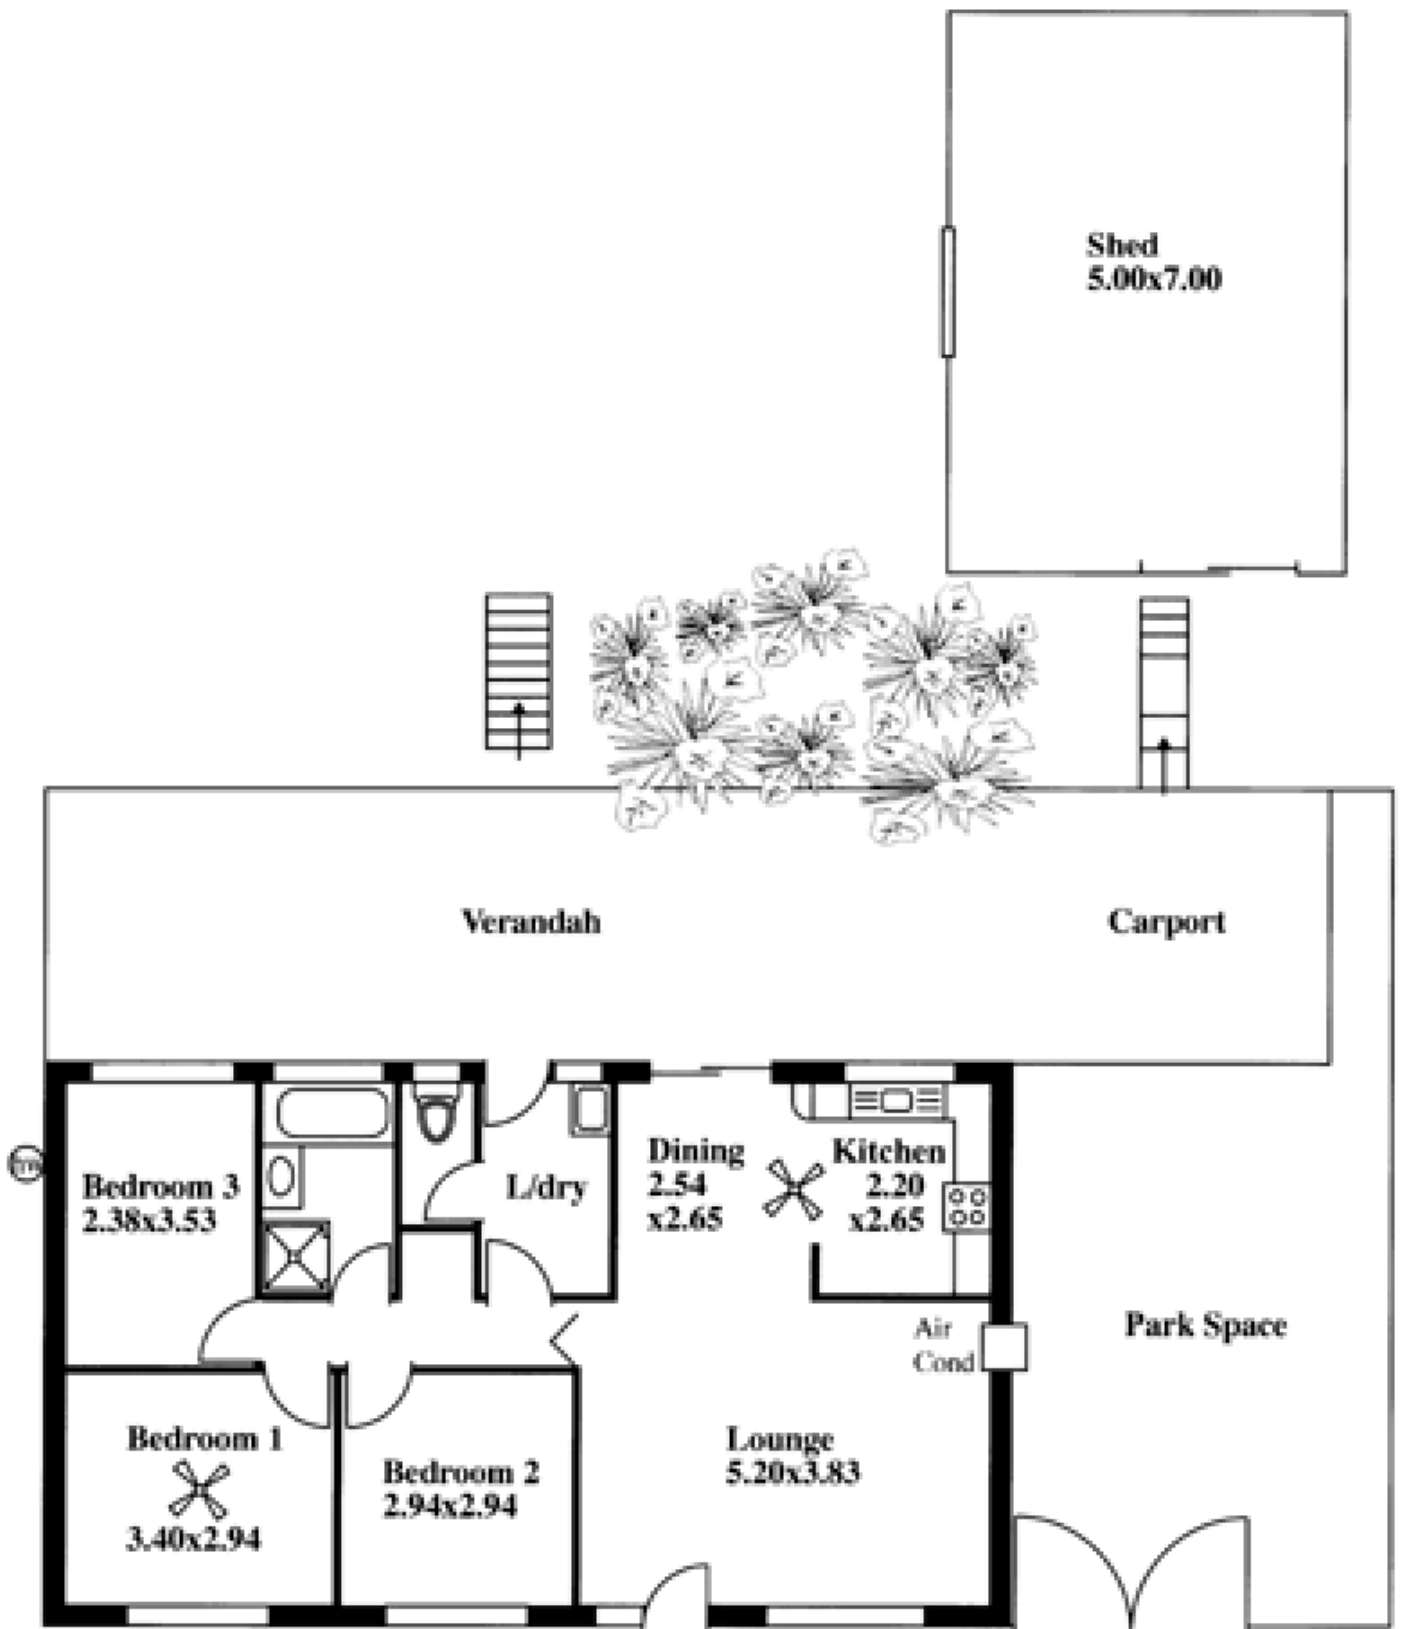 Shed
5.00x7.00
Verandah
Carport
Bedroom 3
2.38x3.53
L/dry
Dining
2.54
x2.65
Kitchen
2.20
x2.65
Air
Cond
Park Space
Bedroom 1
3.40x2.94
Bedroom 2
2.94x2.94
Lounge
5.20x3.83